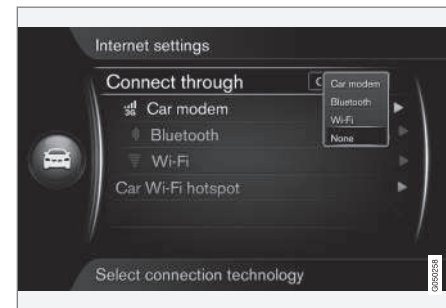 Internet settings
Connect through
Car modem
Bluetooth
Wi-Fi
None
3G Car modem
Bluetooth
Wi-Fi
Car Wi-Fi hotspot
Select connection technology
G050258